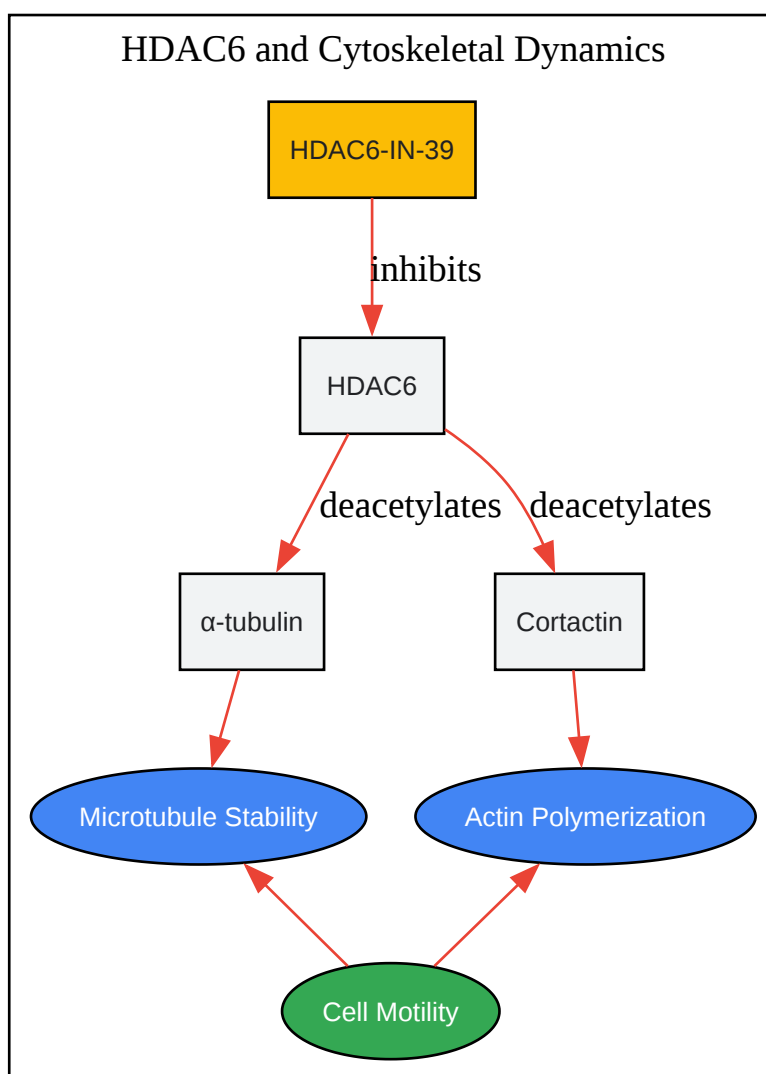 HDAC6 and Cytoskeletal Dynamics
HDAC6-IN-39
inhibits
HDAC6
deacetylates
deacetylates
α-tubulin
Cortactin
Microtubule Stability
Actin Polymerization
Cell Motility